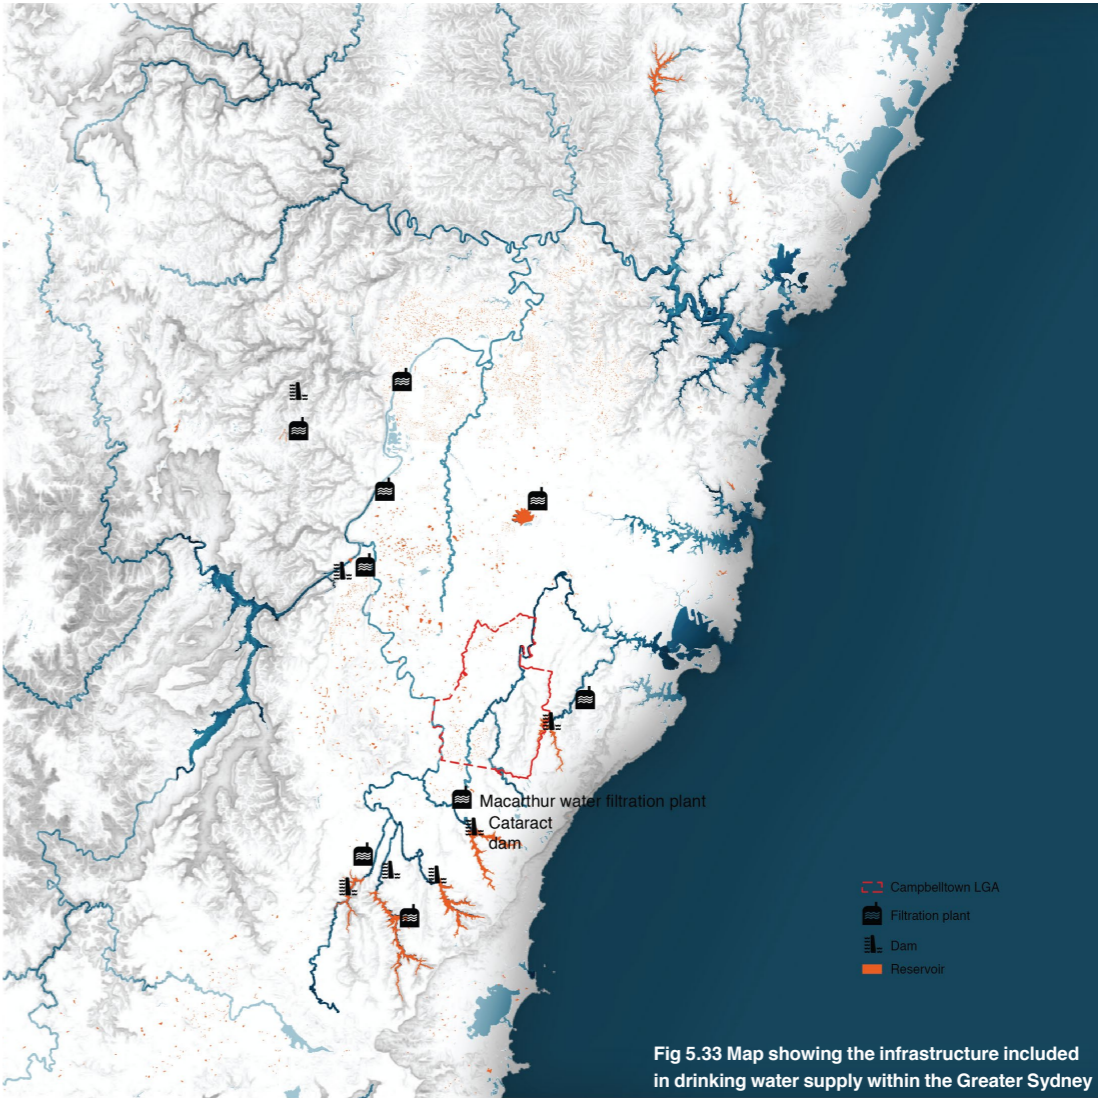 Macarthur water filtration plant
Cataract
dam
Campbelltown LGA
Filtration plant
Dam
Reservoir
Fig 5.33 Map showing the infrastructure included
in drinking water supply within the Greater Sydney